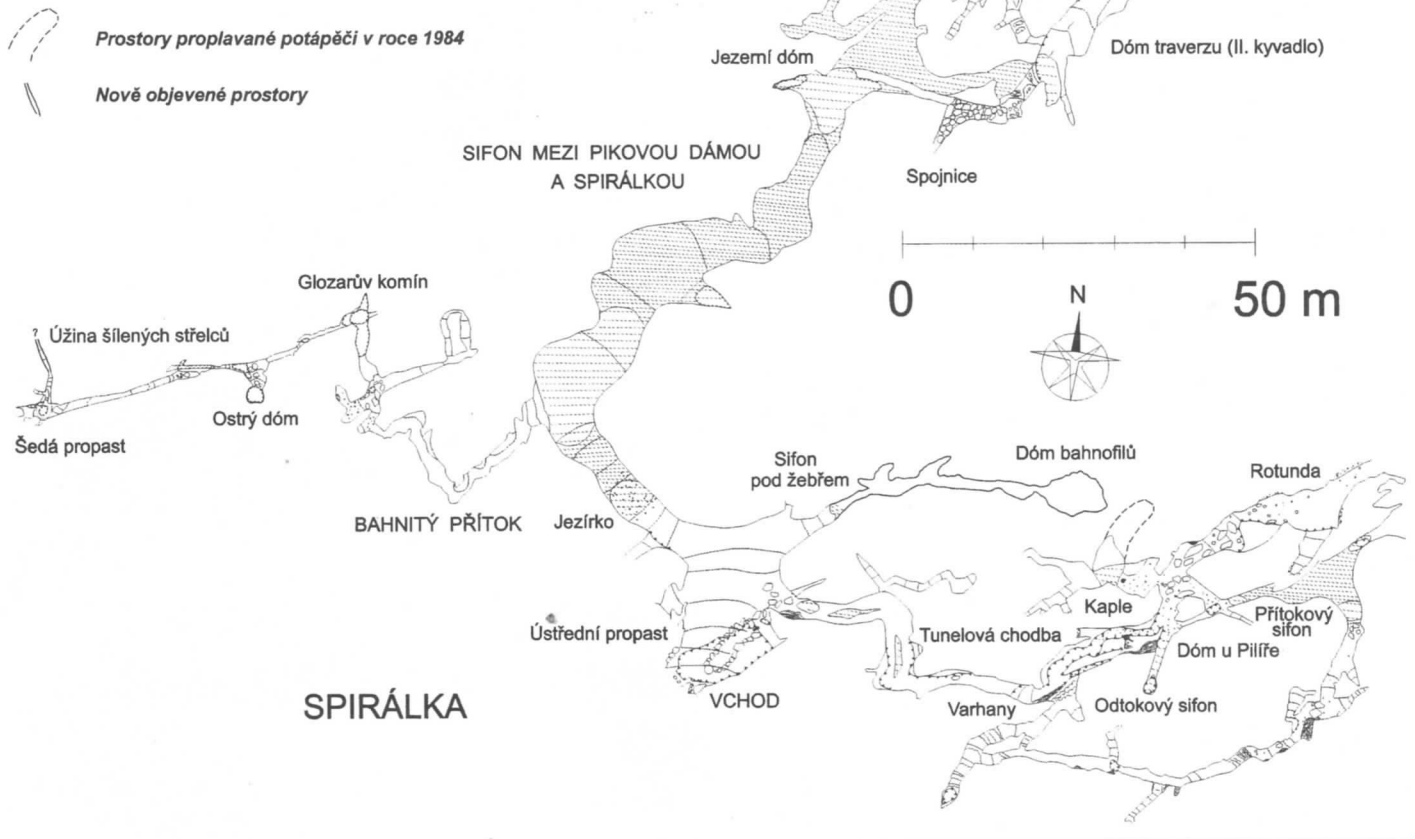 Prostory proplavané potápěči v roce 1984
Nově objevené prostory
Jezerní dóm
Dóm traverzu (II. kyvadlo)
SIFON MEZI PIKOVOU DÁMOU
A SPIRÁLKOU
Spojnice
0
N
50 m
Glozarův komín
? Úžina šílených střelců
Ostrý dóm
Šedá propast
BAHNITÝ PŘÍTOK
Jezírko
Sifon
pod žebřem
Dóm bahnofilů
Rotunda
Kaple
Přítokový
sifon
Ústřední propast
Tunelová chodba
Dóm u Pilíře
VCHOD
Varhany
Odtokový sifon
SPIRÁLKA